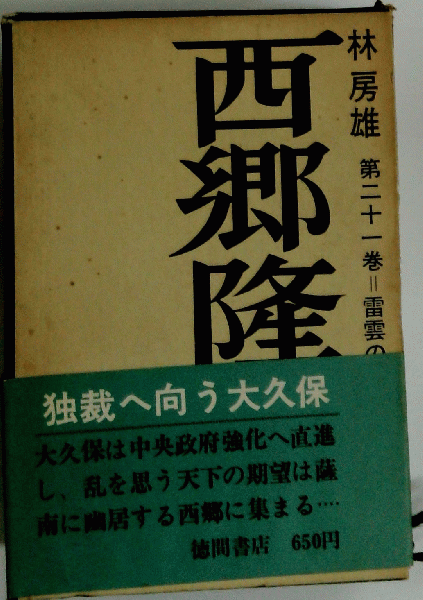 林房雄
第二十一巻=雷雲の
西郷隆
独裁へ向う大久保
大久保は中央政府強化へ直進
し、乱を思う天下の期望は薩
南に幽居する西郷に集まる‥‥
徳間書店 650円